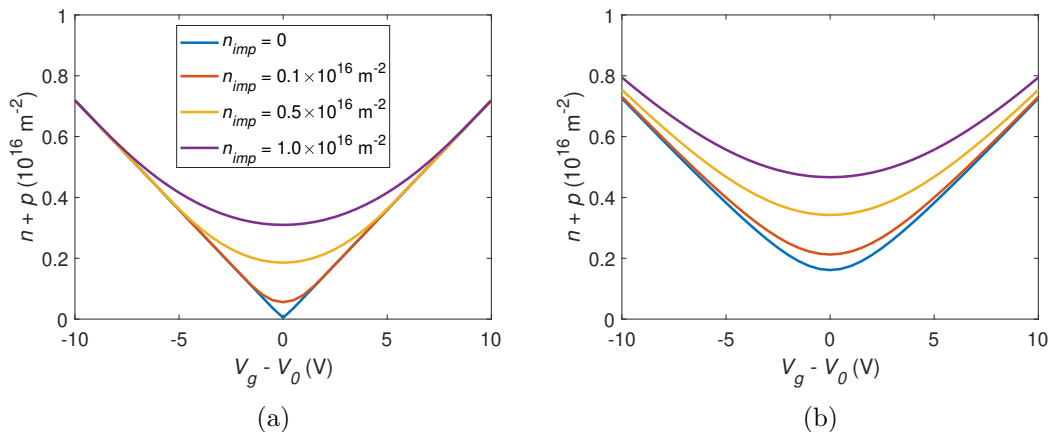 1
0.8
0.6
0.4
0.2
0
-10 -5 0 5 10
n + p (10^16 m^-2)
V_g - V_0 (V)
n_imp = 0
n_imp = 0.1×10^16 m^-2
n_imp = 0.5×10^16 m^-2
n_imp = 1.0×10^16 m^-2
(a)
1
0.8
0.6
0.4
0.2
0
-10 -5 0 5 10
n + p (10^16 m^-2)
V_g - V_0 (V)
(b)